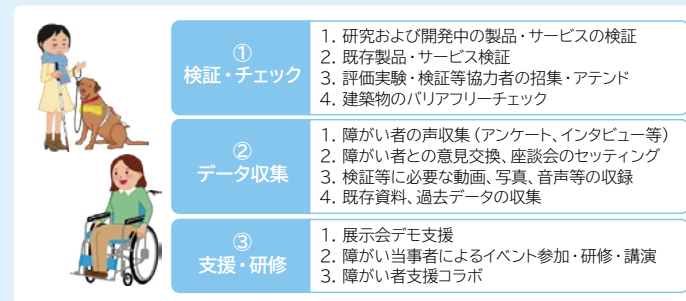 ①
検証・チェック
1. 研究および開発中の製品・サービスの検証
2. 既存製品・サービス検証
3. 評価実験・検証等協力者の招集・アテンド
4. 建築物のバリアフリーチェック
②
データ収集
1. 障がい者の声収集（アンケート、インタビュー等）
2. 障がい者との意見交換、座談会のセッティング
3. 検証等に必要な動画、写真、音声等の収録
4. 既存資料、過去データの収集
③
支援・研修
1. 展示会デモ支援
2. 障がい当事者によるイベント参加・研修・講演
3. 障がい者支援コラボ